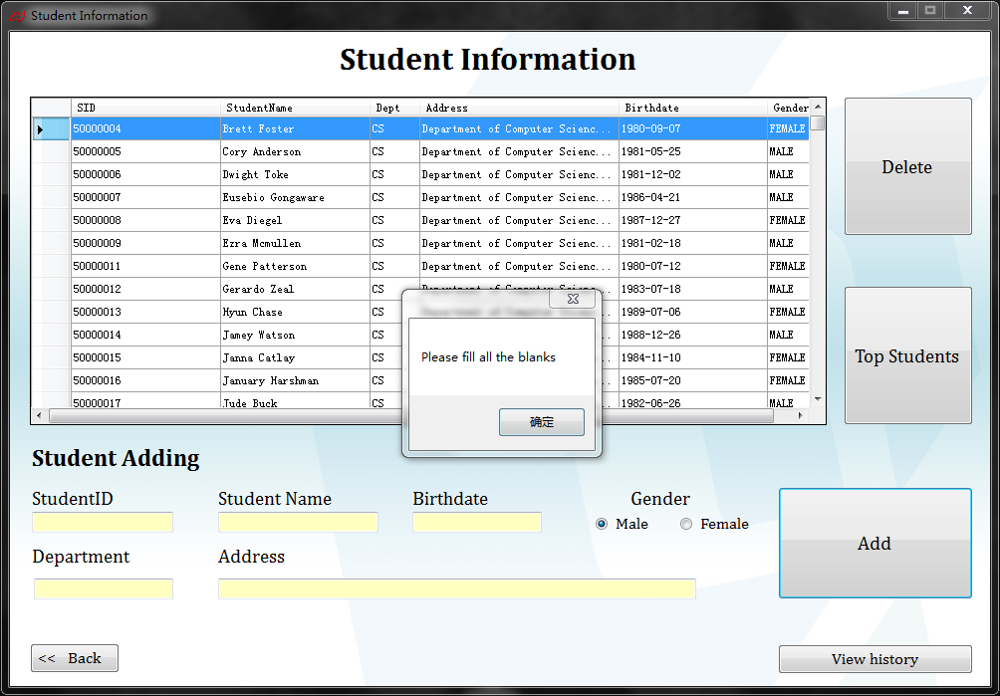 Student Information
Student Information
SID StudentName Dept Address Birthdate Gender
50000004 Brett Foster CS Department of Computer Scienc... 1980-09-07 FEMALE
50000005 Cory Anderson CS Department of Computer Scienc... 1981-05-25 MALE
50000006 Dwight Toke CS Department of Computer Scienc... 1981-12-02 MALE
50000007 Eusebio Gongaware CS Department of Computer Scienc... 1986-04-21 MALE
50000008 Eva Diegel CS Department of Computer Scienc... 1987-12-27 FEMALE
50000009 Ezra Mcmullen CS Department of Computer Scienc... 1981-02-18 MALE
50000011 Gene Patterson CS Department of Computer Scienc... 1980-07-12 FEMALE
50000012 Gerardo Zeal CS Department of Computer Scienc... 1983-07-18 MALE
50000013 Hyun Chase CS Department of Computer 1989-07-06 FEMALE
50000014 Jamey Watson CS 1988-12-26 MALE
50000015 Janna Catlay CS 1984-11-10 FEMALE
50000016 January Harshman CS 1985-07-20 FEMALE
50000017 Jude Buck CS 1982-06-26 MALE
Delete
Top Students
Please fill all the blanks
确定
Student Adding
StudentID Student Name Birthdate Gender
Male Female
Department Address
Add
<< Back
View history